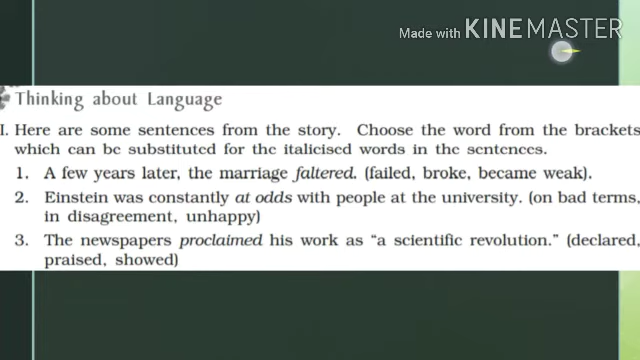 Made with KINEMASTER
Thinking about Language
I. Here are some sentences from the story. Choose the word from the brackets
which can be substituted for the italicised words in the sentences.
1. A few years later, the marriage faltered. (failed, broke, became weak).
2. Einstein was constantly at odds with people at the university. (on bad terms,
in disagreement, unhappy)
3. The newspapers proclaimed his work as “a scientific revolution.” (declared,
praised, showed)